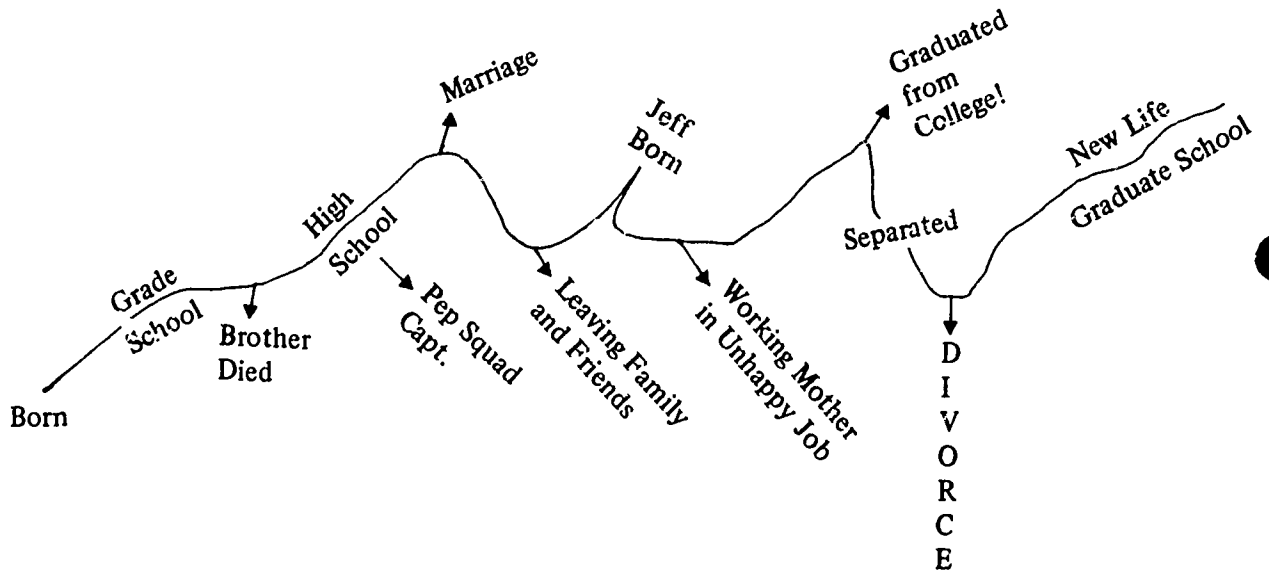 Born
Grade
School
Brother
Died
High
School
Pep Squad
Capt.
Marriage
Leaving Family
and Friends
Jeff
Born
Working Mother
in Unhappy Job
Graduated
from
College!
Separated
D
I
V
O
R
C
E
New Life
Graduate School